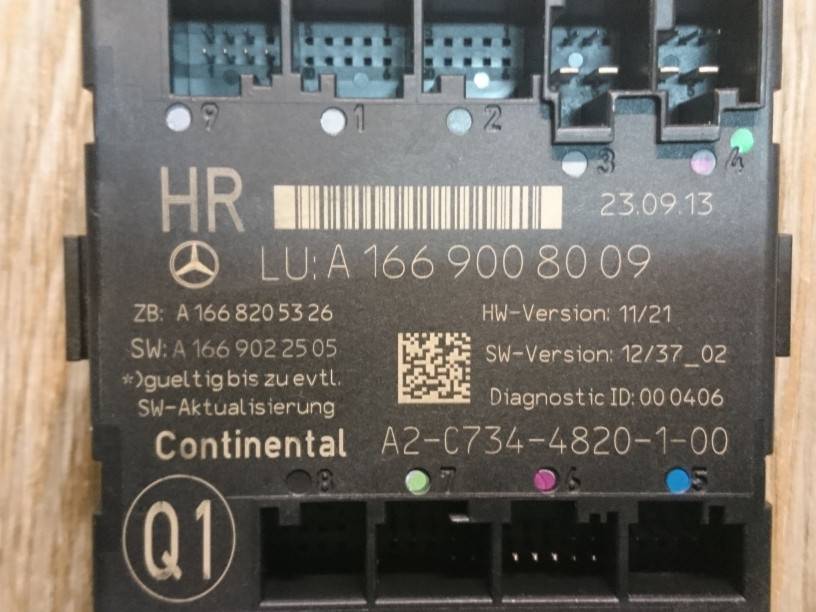 9 1 2
3 4
HR 23.09.13
LU: A 166 900 80 09
ZB: A 166 820 53 26 HW-Version: 11/21
SW: A 166 902 25 05 SW-Version: 12/37_02
*)gueltig bis zu evtl.
SW-Aktualisierung Diagnostic ID: 00 0406
Continental A2-C734-4820-1-00
8 7 6 5
Q1